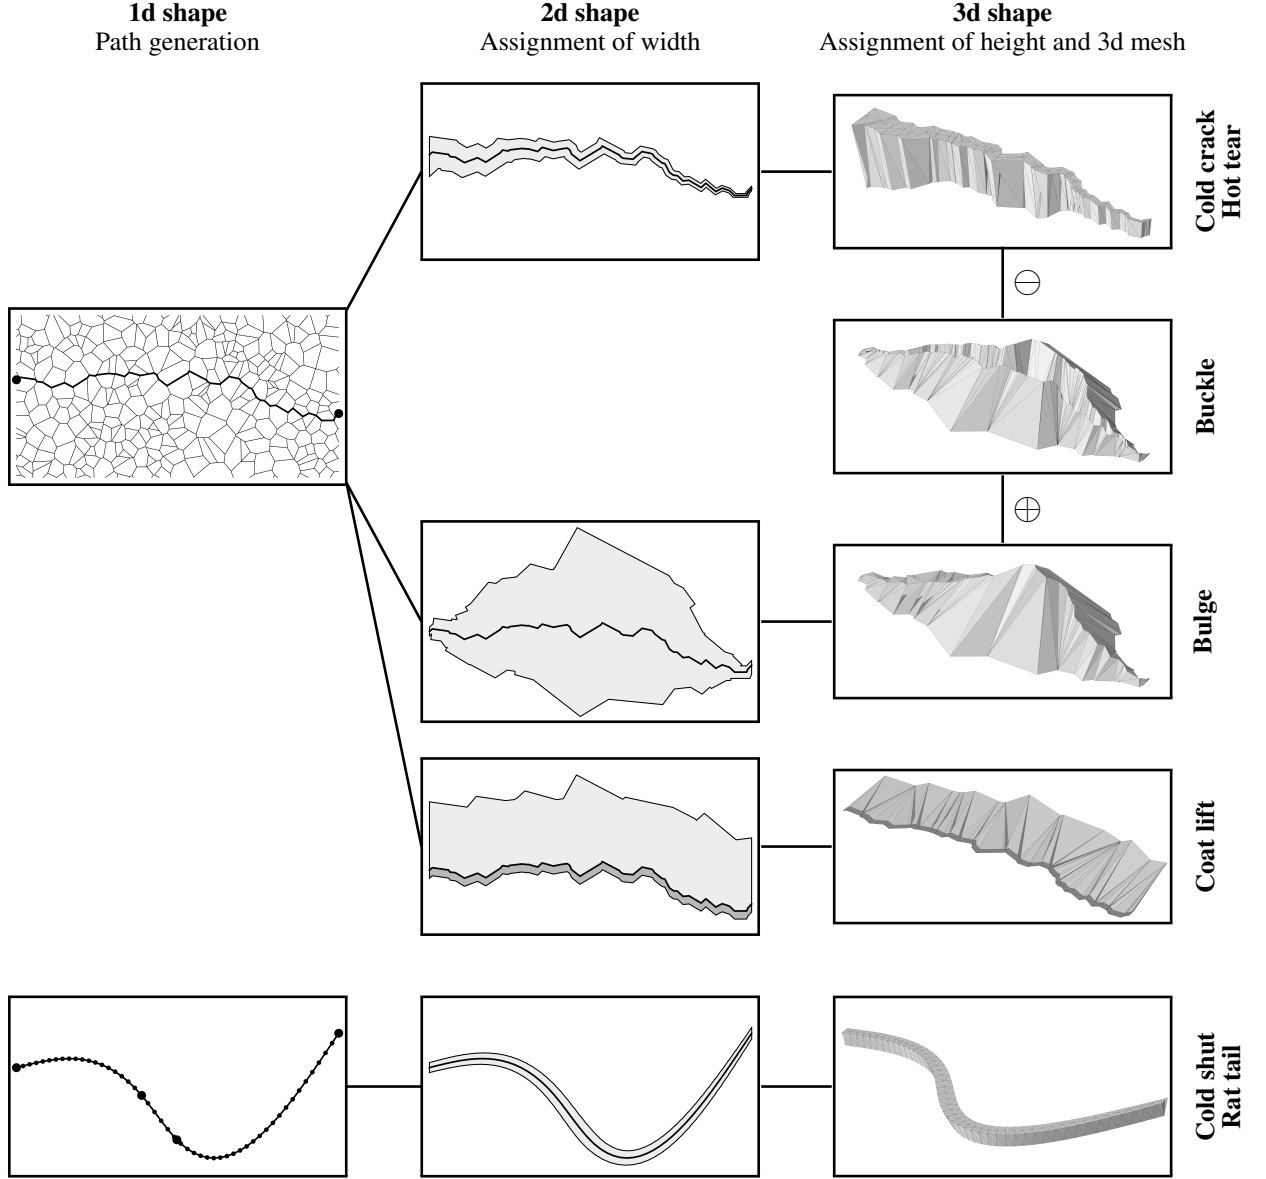 1d shape
Path generation
2d shape
Assignment of width
3d shape
Assignment of height and 3d mesh
Cold crack
Hot tear
Buckle
Bulge
Coat lift
Cold shut
Rat tail